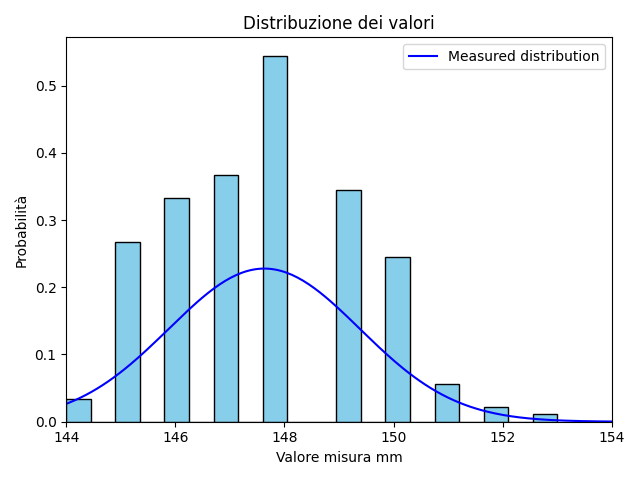 Distribuzione dei valori
Measured distribution
Probabilità
0.5
0.4
0.3
0.2
0.1
0.0
144 146 148 150 152 154
Valore misura mm